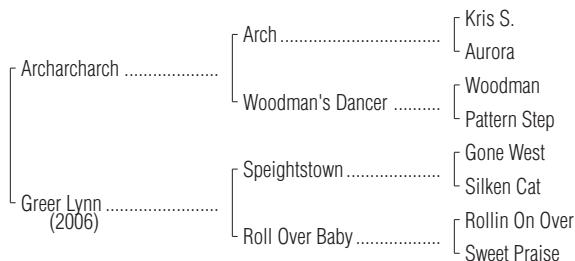 Kris S.
Arch ........................................
Aurora
Archarcharch ....................
Woodman
Woodman's Dancer ..........
Pattern Step
Gone West
Speightstown ....................
Silken Cat
Greer Lynn ........................
(2006)
Rollin On Over
Roll Over Baby ..................
Sweet Praise